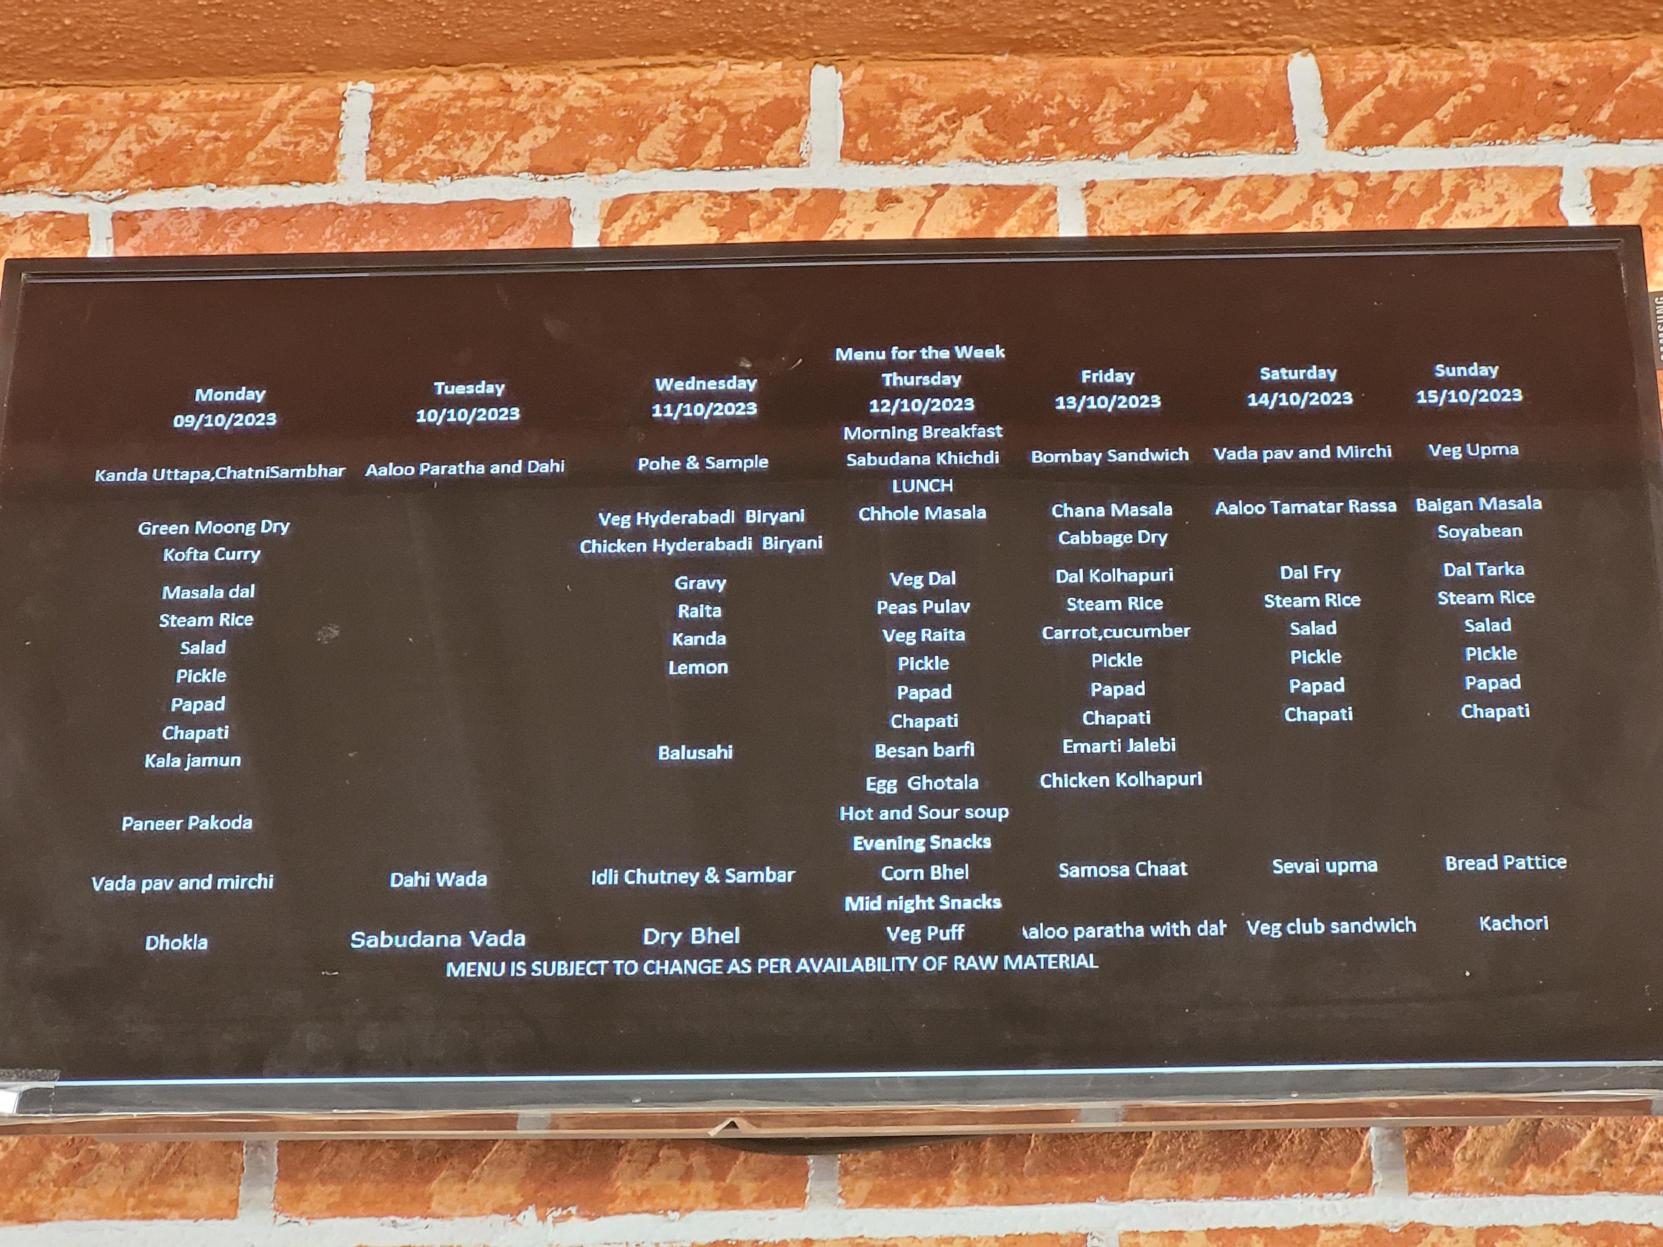 Menu for the Week
Monday Tuesday Wednesday Thursday Friday Saturday Sunday
09/10/2023 10/10/2023 11/10/2023 12/10/2023 13/10/2023 14/10/2023 15/10/2023
Morning Breakfast
Kanda Uttapa,ChatniSambhar Aaloo Paratha and Dahi Pohe & Sample Sabudana Khichdi Bombay Sandwich Vada pav and Mirchi Veg Upma
LUNCH
Green Moong Dry Veg Hyderabadi Biryani Chhole Masala Chana Masala Aaloo Tamatar Rassa Baigan Masala
Kofta Curry Chicken Hyderabadi Biryani Cabbage Dry Soyabean
Masala dal Gravy Veg Dal Dal Kolhapuri Dal Fry Dal Tarka
Steam Rice Raita Peas Pulav Steam Rice Steam Rice Steam Rice
Salad Kanda Veg Raita Carrot,cucumber Salad Salad
Pickle Lemon Pickle Pickle Pickle Pickle
Papad Papad Papad Papad Papad
Chapati Chapati Chapati Chapati Chapati
Kala jamun Balusahi Besan barfi Emarti Jalebi
Egg Ghotala Chicken Kolhapuri
Paneer Pakoda Hot and Sour soup
Evening Snacks
Vada pav and mirchi Dahi Wada Idli Chutney & Sambar Corn Bhel Samosa Chaat Sevai upma Bread Pattice
Mid night Snacks
Dhokla Sabudana Vada Dry Bhel Veg Puff aloo paratha with dah Veg club sandwich Kachori
MENU IS SUBJECT TO CHANGE AS PER AVAILABILITY OF RAW MATERIAL
SAMSUNG